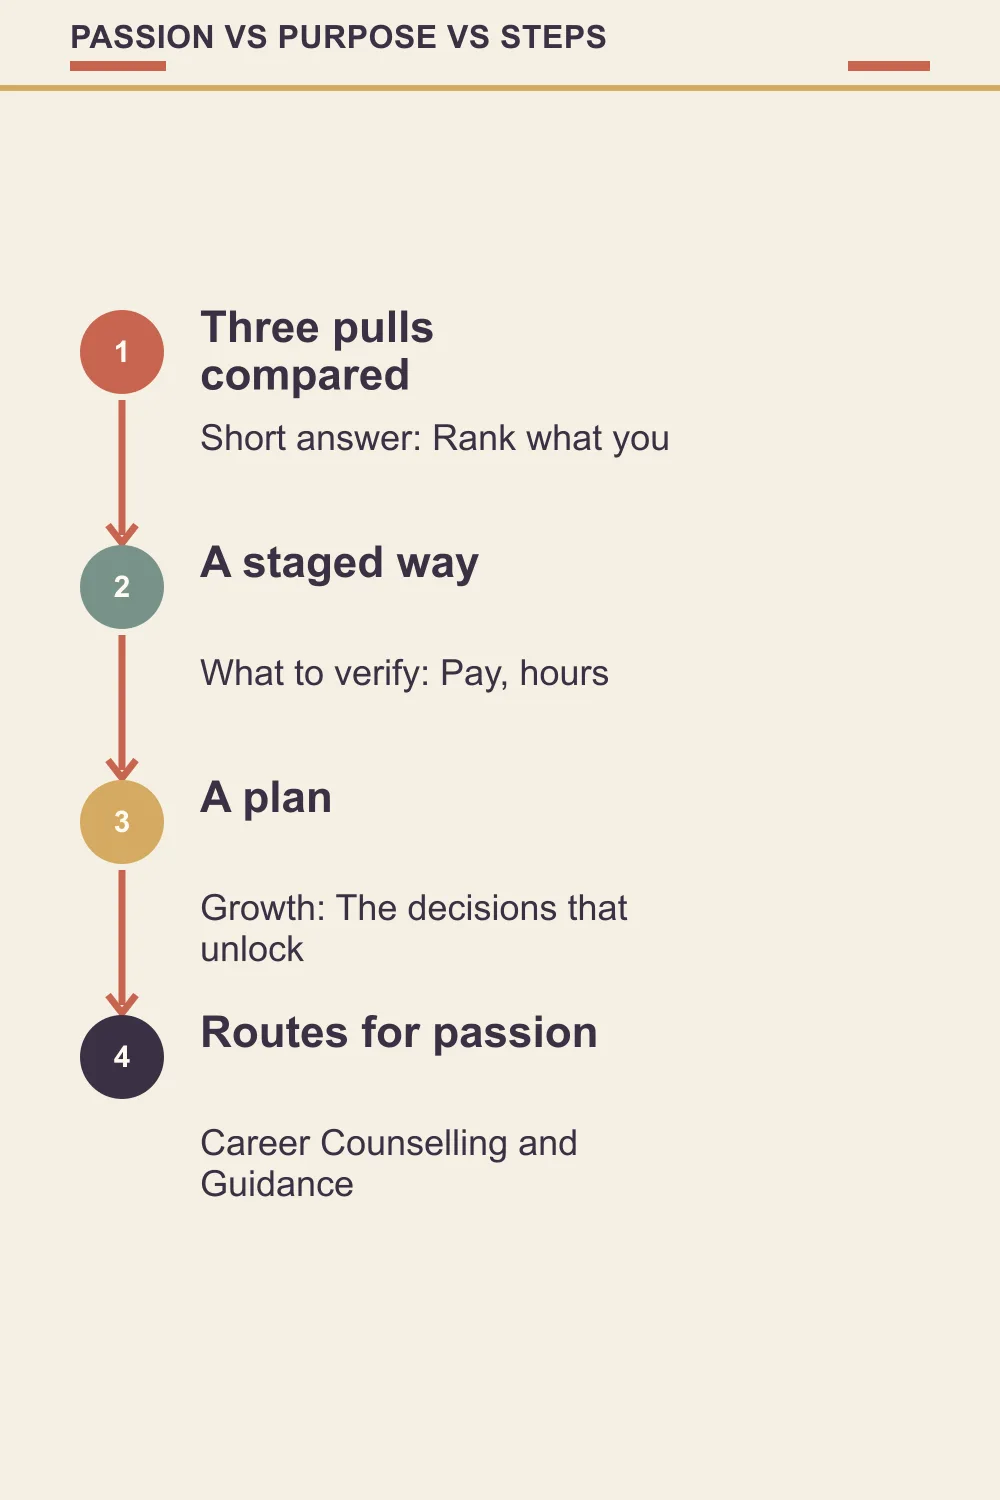 PASSION VS PURPOSE VS STEPS
1
Three pulls
compared
Short answer: Rank what you
2
A staged way
What to verify: Pay, hours
3
A plan
Growth: The decisions that
unlock
4
Routes for passion
Career Counselling and
Guidance